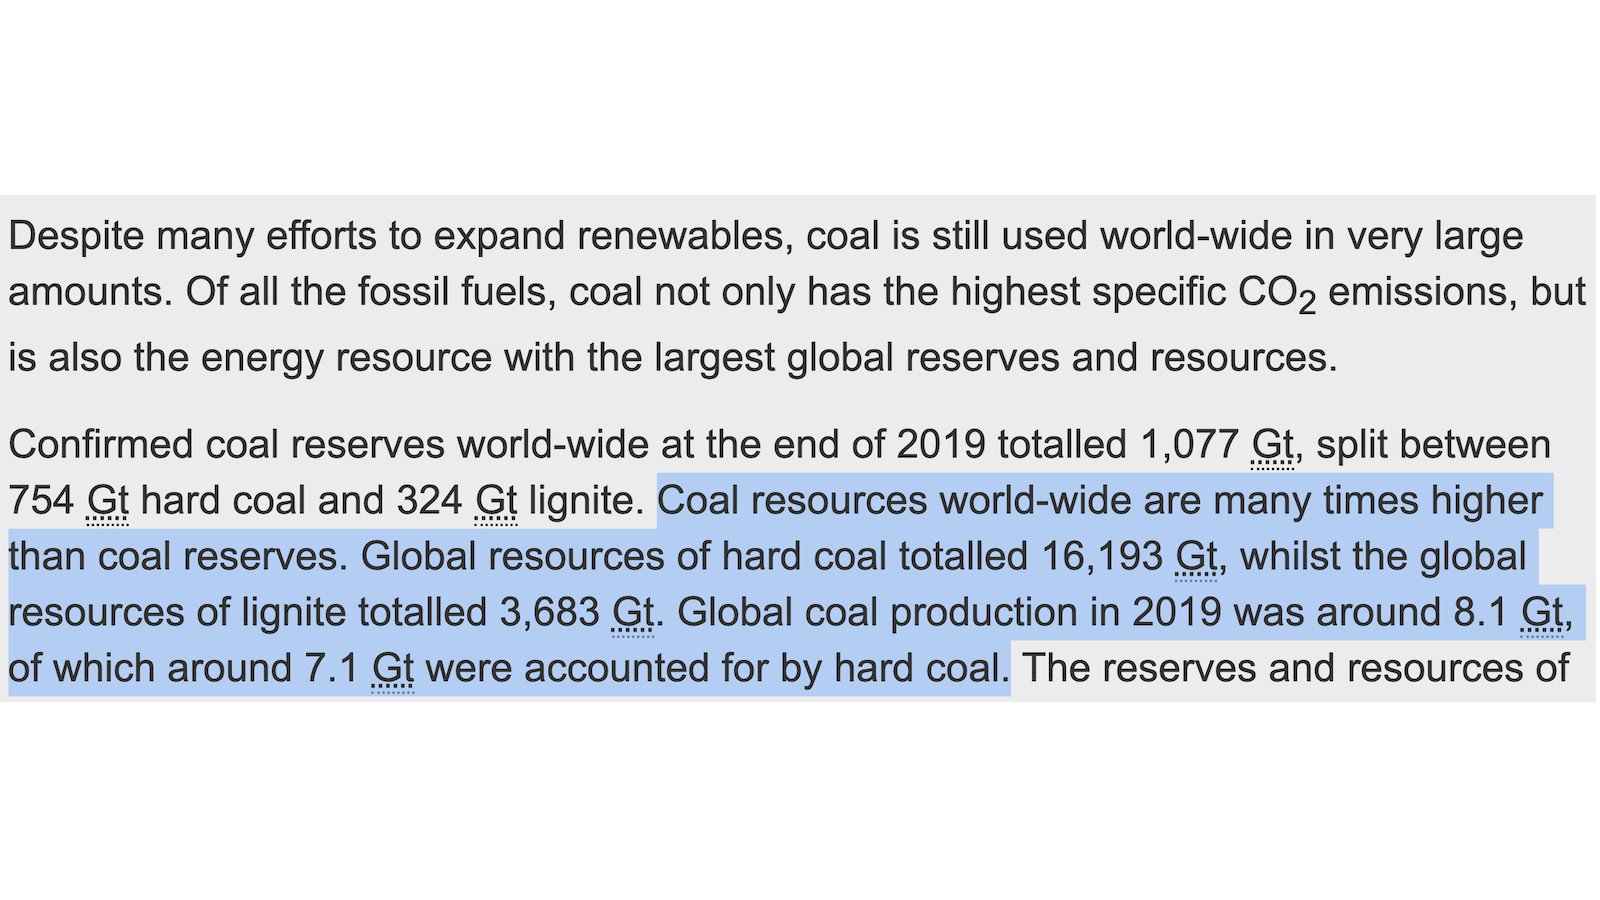 Despite many efforts to expand renewables, coal is still used world-wide in very large
amounts. Of all the fossil fuels, coal not only has the highest specific CO₂ emissions, but
is also the energy resource with the largest global reserves and resources.
Confirmed coal reserves world-wide at the end of 2019 totalled 1,077 Gt, split between
754 Gt hard coal and 324 Gt lignite. Coal resources world-wide are many times higher
than coal reserves. Global resources of hard coal totalled 16,193 Gt, whilst the global
resources of lignite totalled 3,683 Gt. Global coal production in 2019 was around 8.1 Gt,
of which around 7.1 Gt were accounted for by hard coal. The reserves and resources of